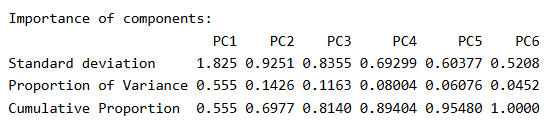 Importance of components:
PC1 PC2 PC3 PC4 PC5 PC6
Standard deviation 1.825 0.9251 0.8355 0.69299 0.60377 0.5208
Proportion of Variance 0.555 0.1426 0.1163 0.08004 0.06076 0.0452
Cumulative Proportion 0.555 0.6977 0.8140 0.89404 0.95480 1.0000